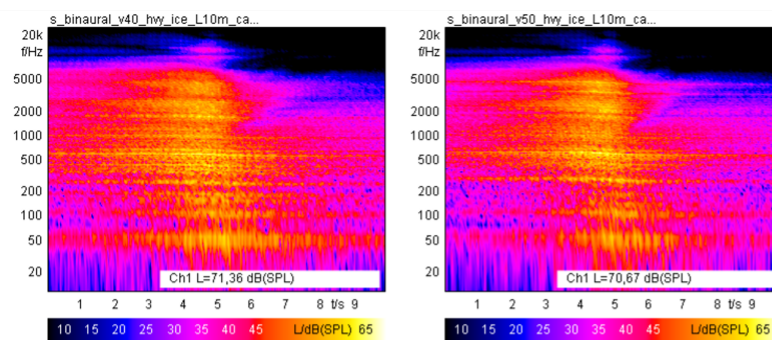 s_binaural_v40_hvy_ice_L10m_ca...
20k
f/Hz
5000
2000
1000
500
200
100
50
20
Ch1 L=71,36 dB(SPL)
1 2 3 4 5 6 7 8 t/s 9
10 15 20 25 30 35 40 45 L/dB(SPL) 65
s_binaural_v50_hvy_ice_L10m_ca...
20k
f/Hz
5000
2000
1000
500
200
100
50
20
Ch1 L=70,67 dB(SPL)
1 2 3 4 5 6 7 8 t/s 9
10 15 20 25 30 35 40 45 L/dB(SPL) 65